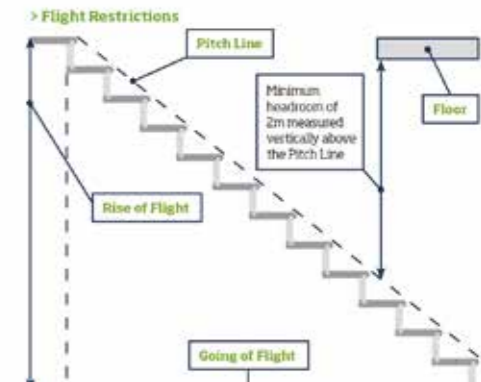 > Flight Restrictions
Pitch Line
Minimum
headroom of
2m measured
vertically above
the Pitch Line
Floor
Rise of Flight
Going of Flight